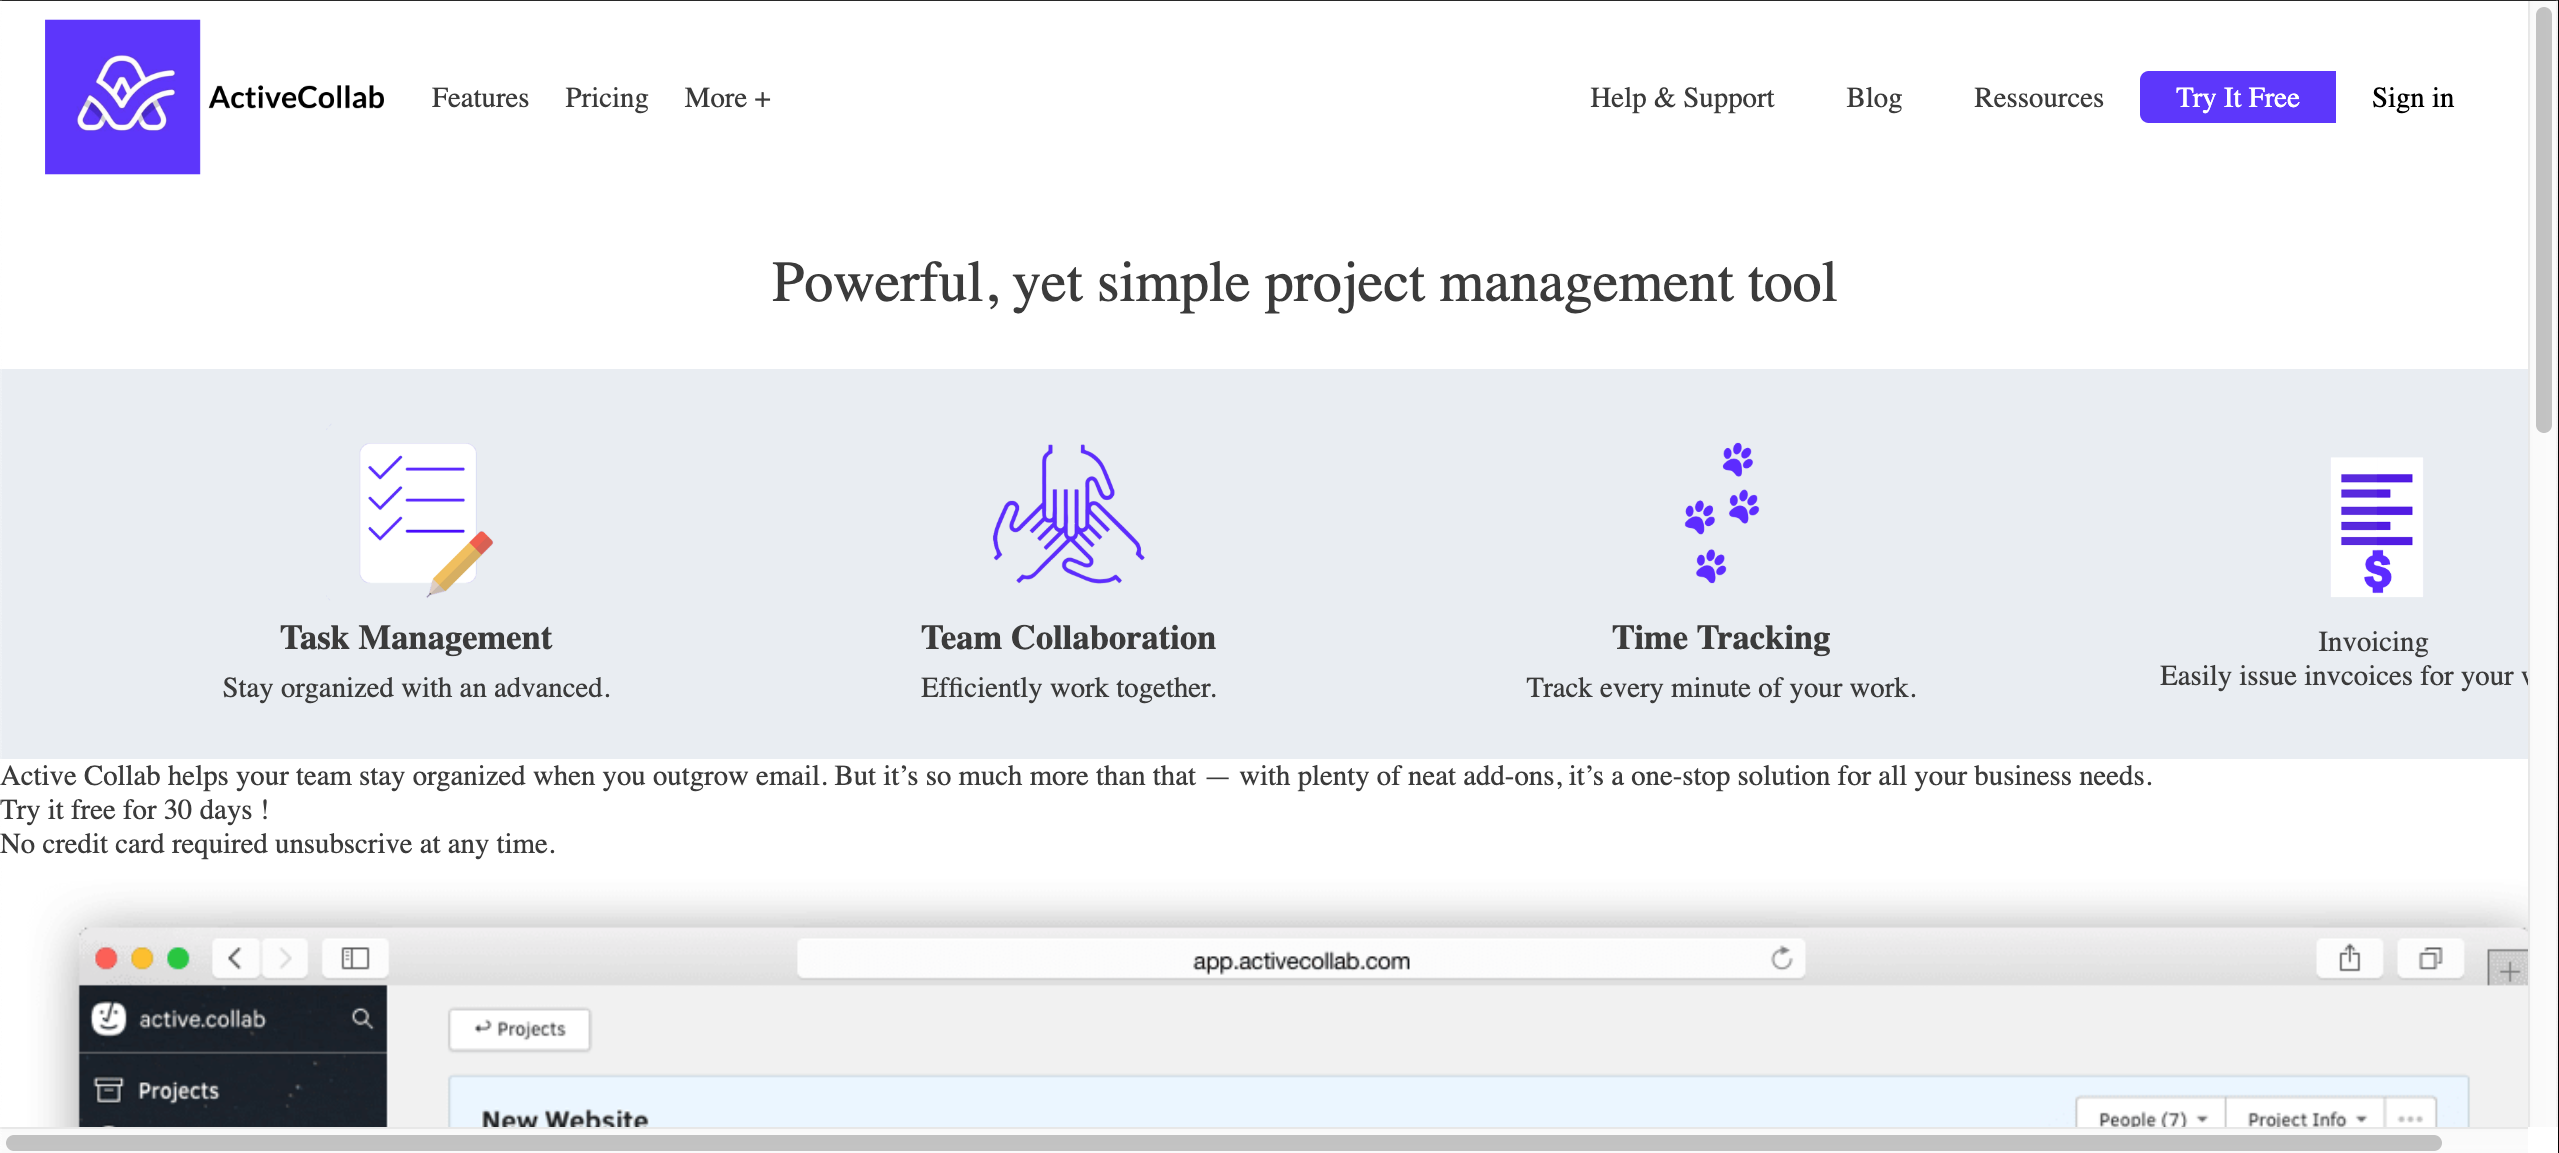 ActiveCollab Features Pricing More + Help & Support Blog Ressources Try It Free Sign in
Powerful, yet simple project management tool
$
Task Management Team Collaboration Time Tracking Invoicing
Stay organized with an advanced. Efficiently work together. Track every minute of your work. Easily issue invcoices for your
Active Collab helps your team stay organized when you outgrow email. But it’s so much more than that — with plenty of neat add-ons, it’s a one-stop solution for all your business needs.
Try it free for 30 days !
No credit card required unsubscrive at any time.
app.activecollab.com
active.collab
Projects
Projects
New Website People (7) Project Info